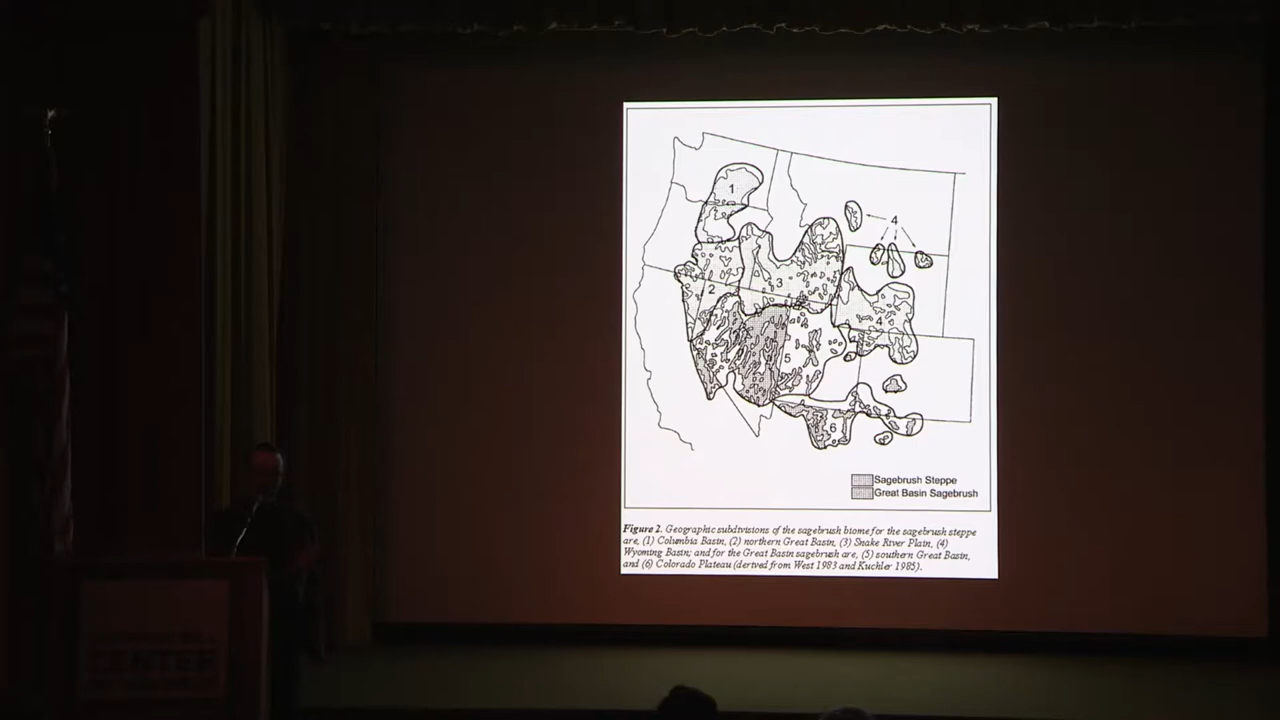 1
4
3
2
4
5
6
Sagebrush Steppe
Great Basin Sagebrush
Figure 2. Geographic subdivisions of the sagebrush biome for the sagebrush steppe
are, (1) Columbia Basin, (2) northern Great Basin, (3) Snake River Plain, (4)
Wyoming Basin; and for the Great Basin sagebrush are, (5) southern Great Basin,
and (6) Colorado Plateau (derived from West 1983 and Kuchler 1985).
CENTER